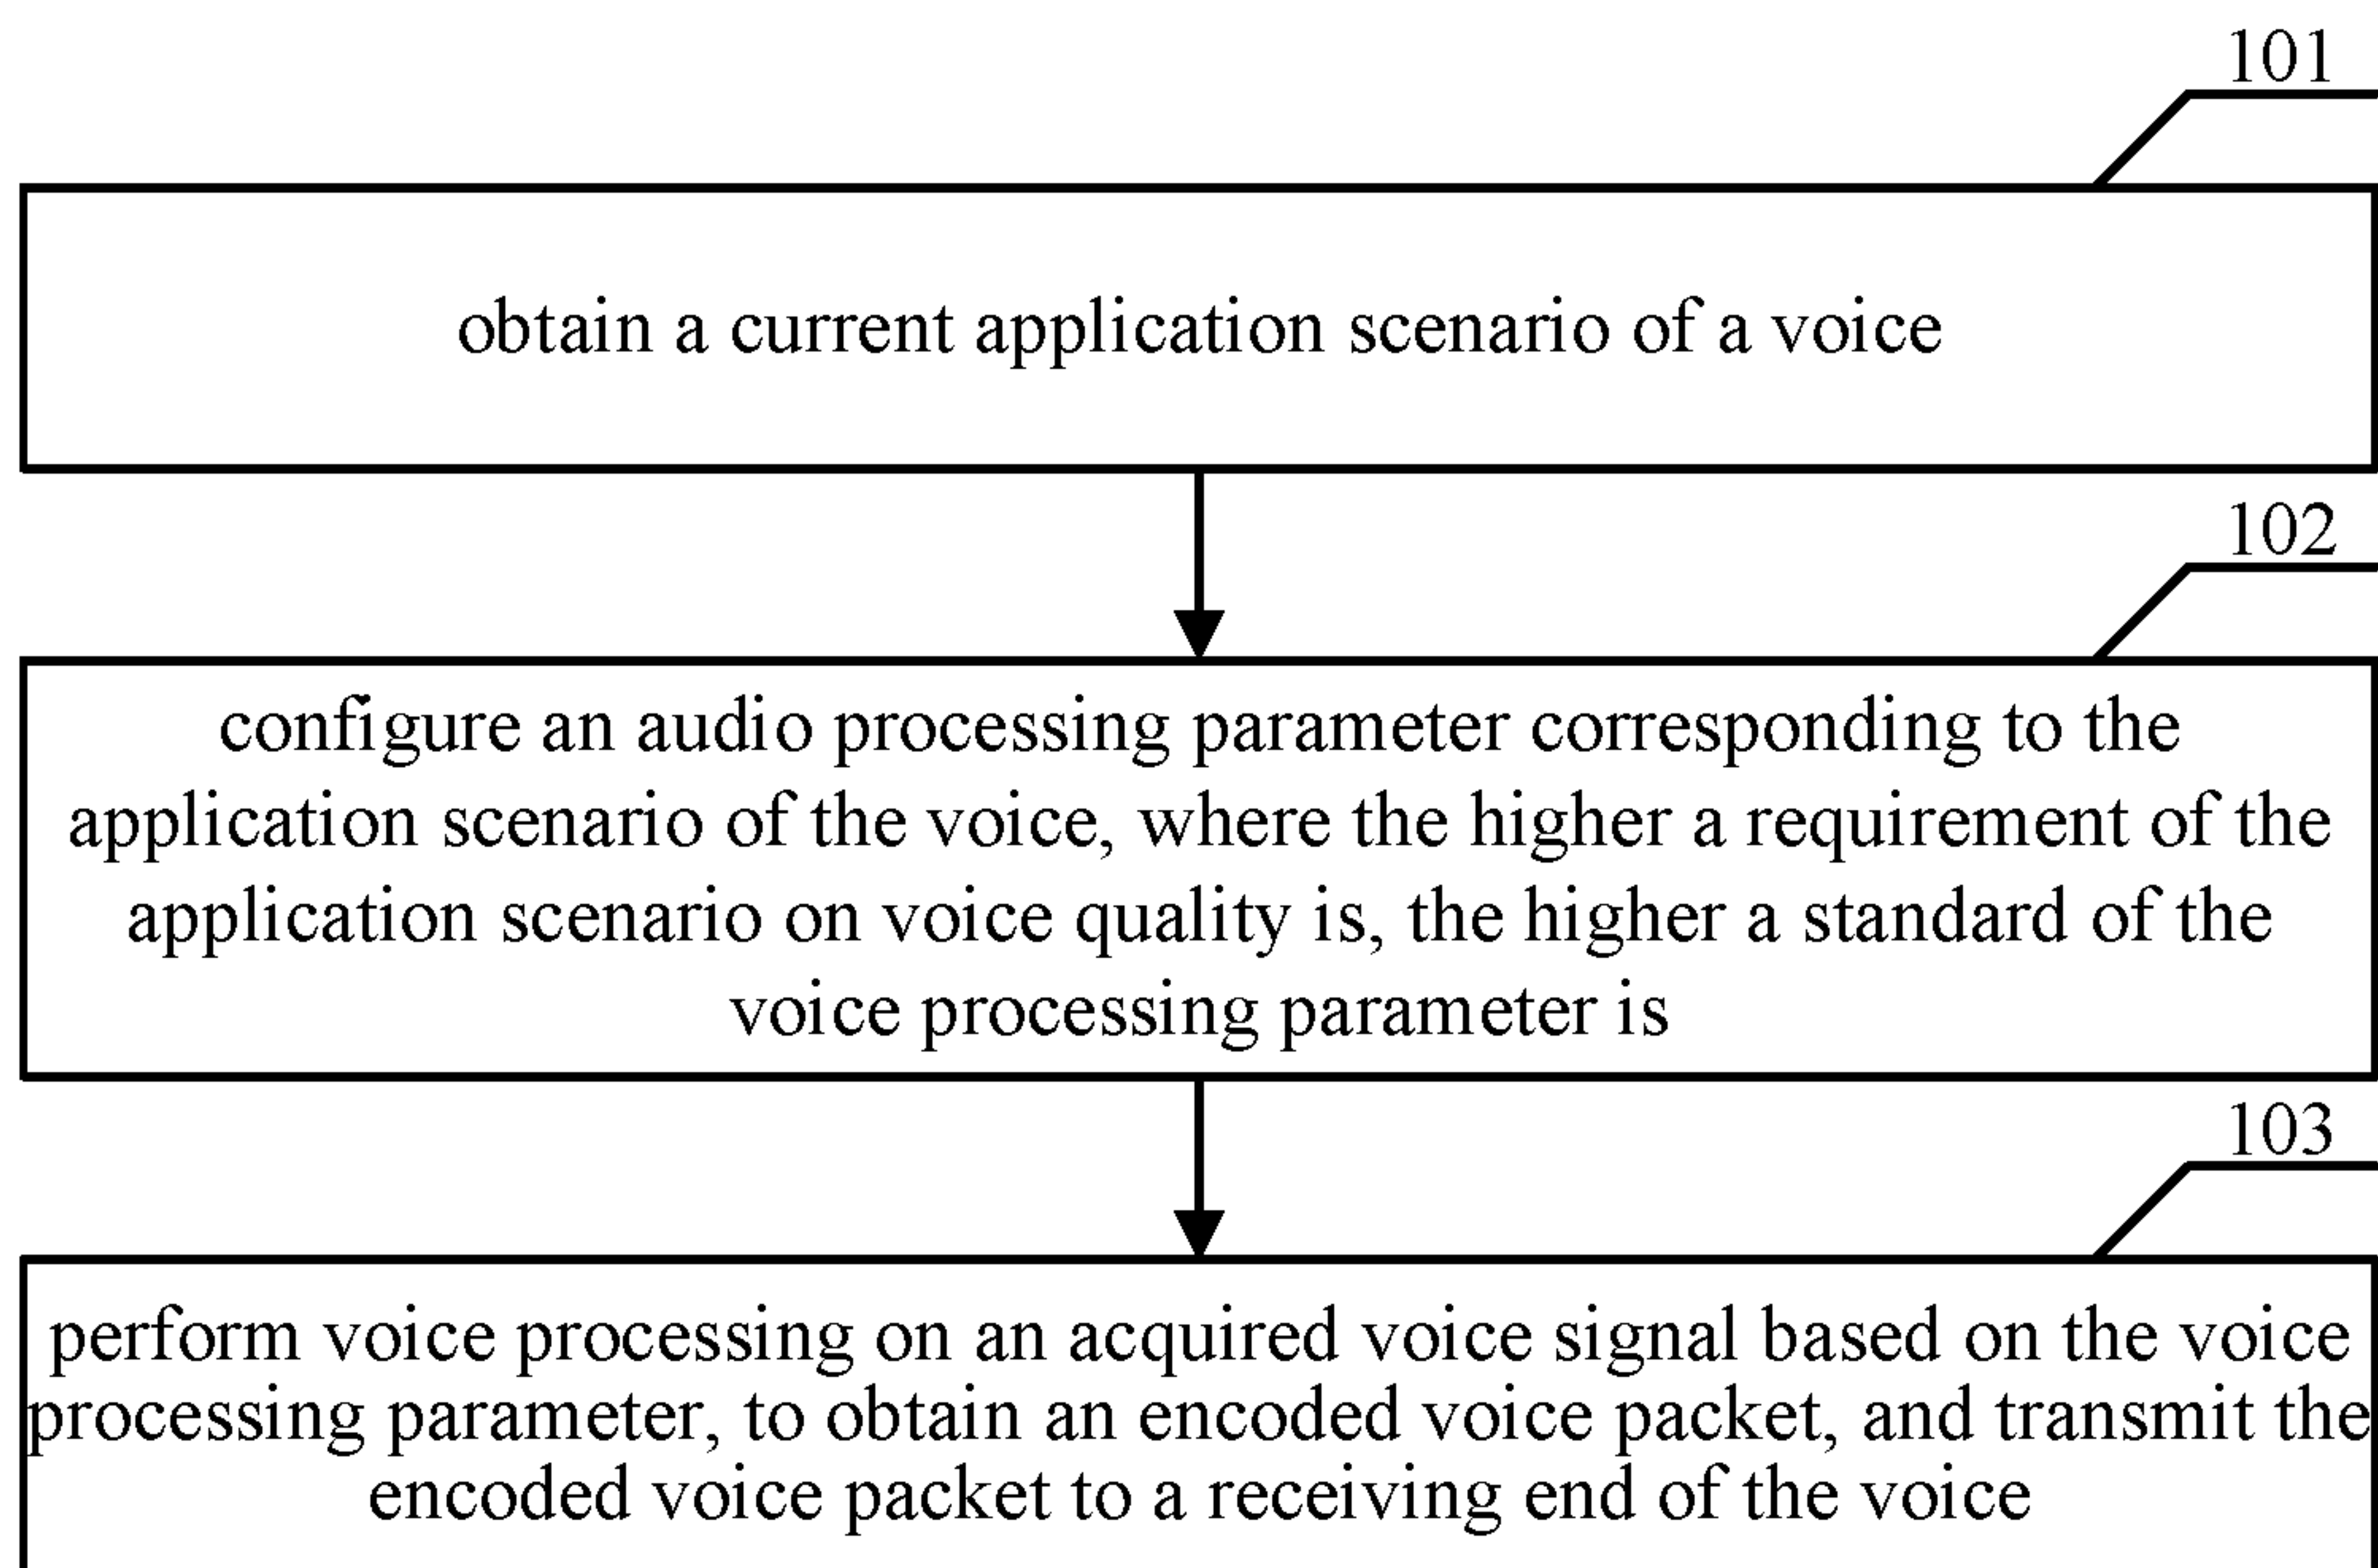 101
obtain a current application scenario of a voice
102
configure an audio processing parameter corresponding to the
application scenario of the voice, where the higher a requirement of the
application scenario on voice quality is, the higher a standard of the
voice processing parameter is
103
perform voice processing on an acquired voice signal based on the voice
processing parameter, to obtain an encoded voice packet, and transmit the
encoded voice packet to a receiving end of the voice